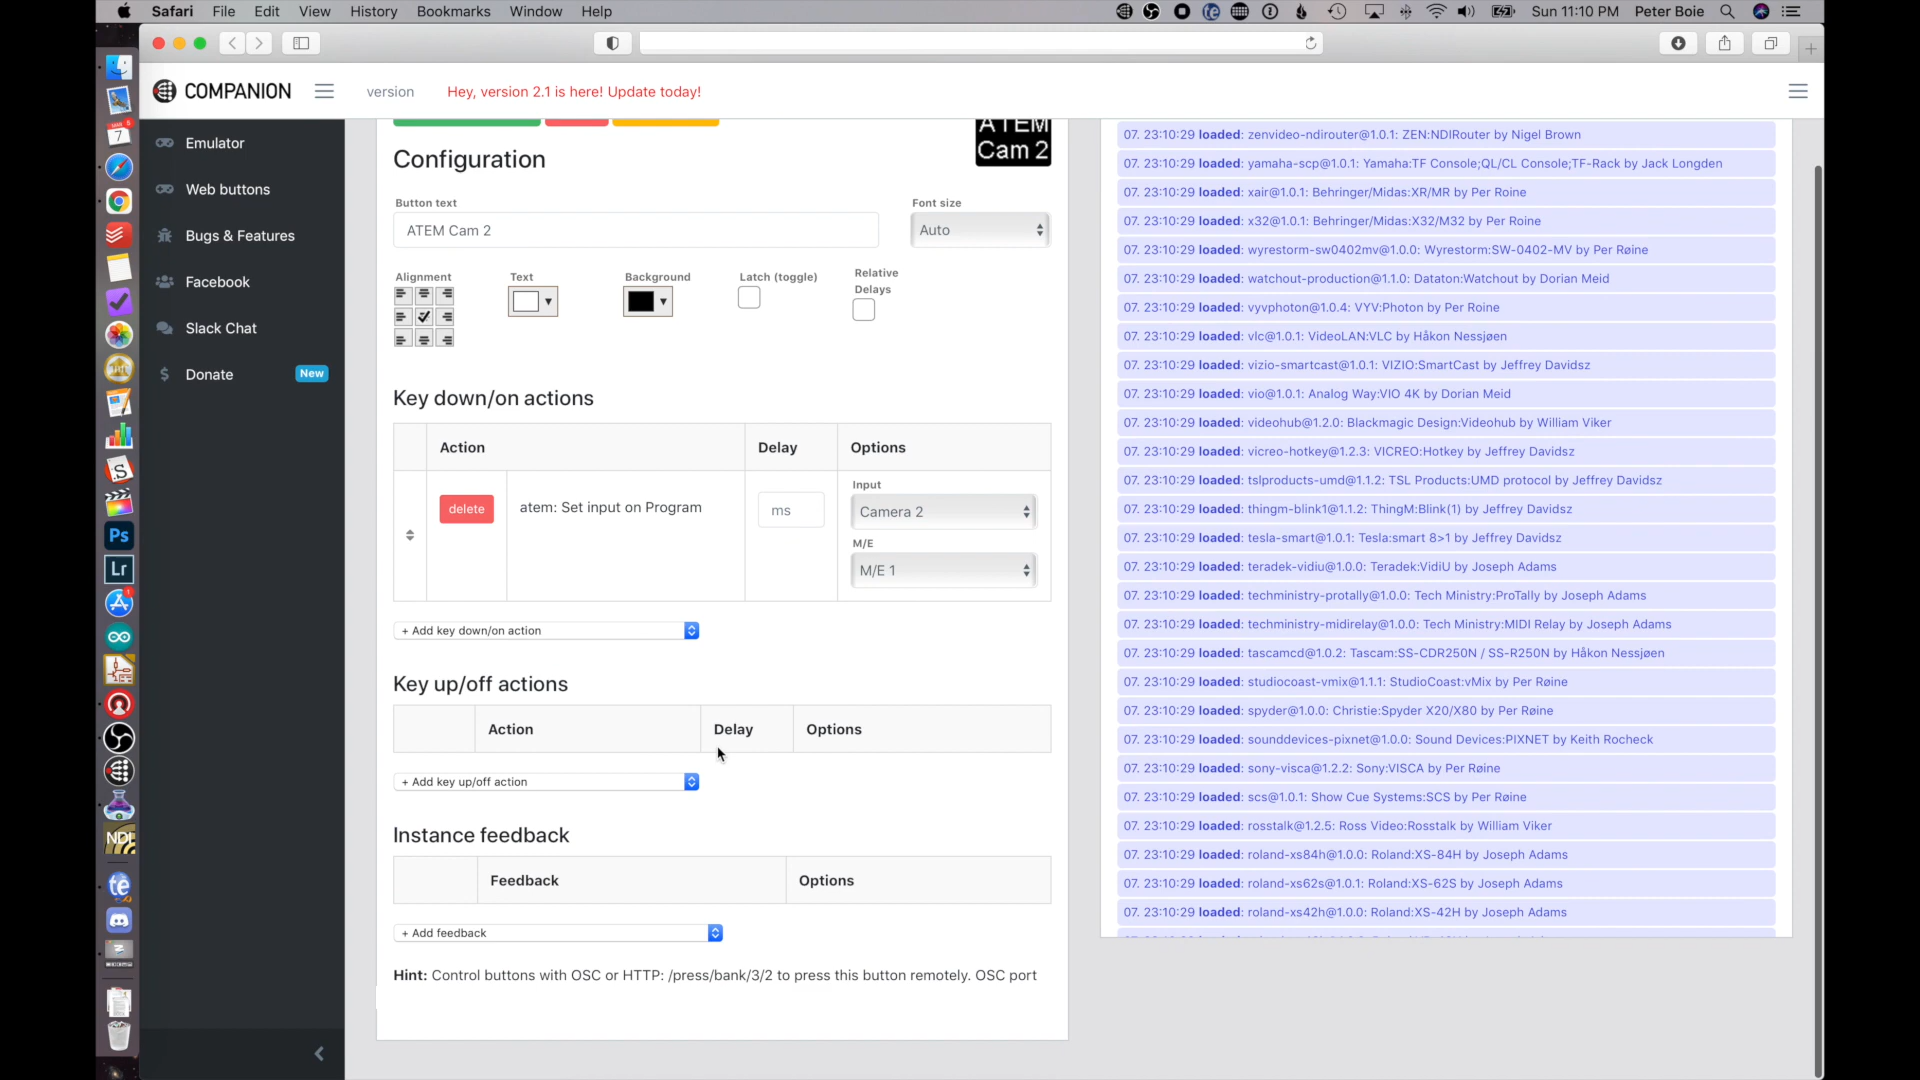 Safari File Edit View History Bookmarks Window Help
Sun 11:10 PM Peter Boie
COMPANION
version
Hey, version 2.1 is here! Update today!
Emulator
Web buttons
Bugs & Features
Facebook
Slack Chat
Donate New
ATEM
Cam 2
Configuration
Button text
Font size
ATEM Cam 2
Auto
Alignment
Text
Background
Latch (toggle)
Relative
Delays
Key down/on actions
Action Delay Options
delete
atem: Set input on Program
ms
Input
Camera 2
M/E
M/E 1
+ Add key down/on action
Key up/off actions
Action Delay Options
+ Add key up/off action
Instance feedback
Feedback Options
+ Add feedback
Hint: Control buttons with OSC or HTTP: /press/bank/3/2 to press this button remotely. OSC port
07. 23:10:29 loaded: zenvideo-ndirouter@1.0.1: ZEN:NDIRouter by Nigel Brown
07. 23:10:29 loaded: yamaha-scp@1.0.1: Yamaha:TF Console;QL/CL Console;TF-Rack by Jack Longden
07. 23:10:29 loaded: xair@1.0.1: Behringer/Midas:XR/MR by Per Roine
07. 23:10:29 loaded: x32@1.0.1: Behringer/Midas:X32/M32 by Per Roine
07. 23:10:29 loaded: wyrestorm-sw0402mv@1.0.0: Wyrestorm:SW-0402-MV by Per Røine
07. 23:10:29 loaded: watchout-production@1.1.0: Dataton:Watchout by Dorian Meid
07. 23:10:29 loaded: vyvphoton@1.0.4: VYV:Photon by Per Roine
07. 23:10:29 loaded: vlc@1.0.1: VideoLAN:VLC by Håkon Nessjøen
07. 23:10:29 loaded: vizio-smartcast@1.0.1: VIZIO:SmartCast by Jeffrey Davidsz
07. 23:10:29 loaded: vio@1.0.1: Analog Way:VIO 4K by Dorian Meid
07. 23:10:29 loaded: videohub@1.2.0: Blackmagic Design:Videohub by William Viker
07. 23:10:29 loaded: vicreo-hotkey@1.2.3: VICREO:Hotkey by Jeffrey Davidsz
07. 23:10:29 loaded: tslproducts-umd@1.1.2: TSL Products:UMD protocol by Jeffrey Davidsz
07. 23:10:29 loaded: thingm-blink1@1.1.2: ThingM:Blink(1) by Jeffrey Davidsz
07. 23:10:29 loaded: tesla-smart@1.0.1: Tesla:smart 8>1 by Jeffrey Davidsz
07. 23:10:29 loaded: teradek-vidiu@1.0.0: Teradek:VidiU by Joseph Adams
07. 23:10:29 loaded: techministry-protally@1.0.0: Tech Ministry:ProTally by Joseph Adams
07. 23:10:29 loaded: techministry-midirelay@1.0.0: Tech Ministry:MIDI Relay by Joseph Adams
07. 23:10:29 loaded: tascamcd@1.0.2: Tascam:SS-CDR250N / SS-R250N by Håkon Nessjøen
07. 23:10:29 loaded: studiocoast-vmix@1.1.1: StudioCoast:vMix by Per Røine
07. 23:10:29 loaded: spyder@1.0.0: Christie:Spyder X20/X80 by Per Røine
07. 23:10:29 loaded: sounddevices-pixnet@1.0.0: Sound Devices:PIXNET by Keith Rocheck
07. 23:10:29 loaded: sony-visca@1.2.2: Sony:VISCA by Per Røine
07. 23:10:29 loaded: scs@1.0.1: Show Cue Systems:SCS by Per Røine
07. 23:10:29 loaded: rosstalk@1.2.5: Ross Video:Rosstalk by William Viker
07. 23:10:29 loaded: roland-xs84h@1.0.0: Roland:XS-84H by Joseph Adams
07. 23:10:29 loaded: roland-xs62s@1.0.1: Roland:XS-62S by Joseph Adams
07. 23:10:29 loaded: roland-xs42h@1.0.0: Roland:XS-42H by Joseph Adams
7
Ps
Lr
NDI
te